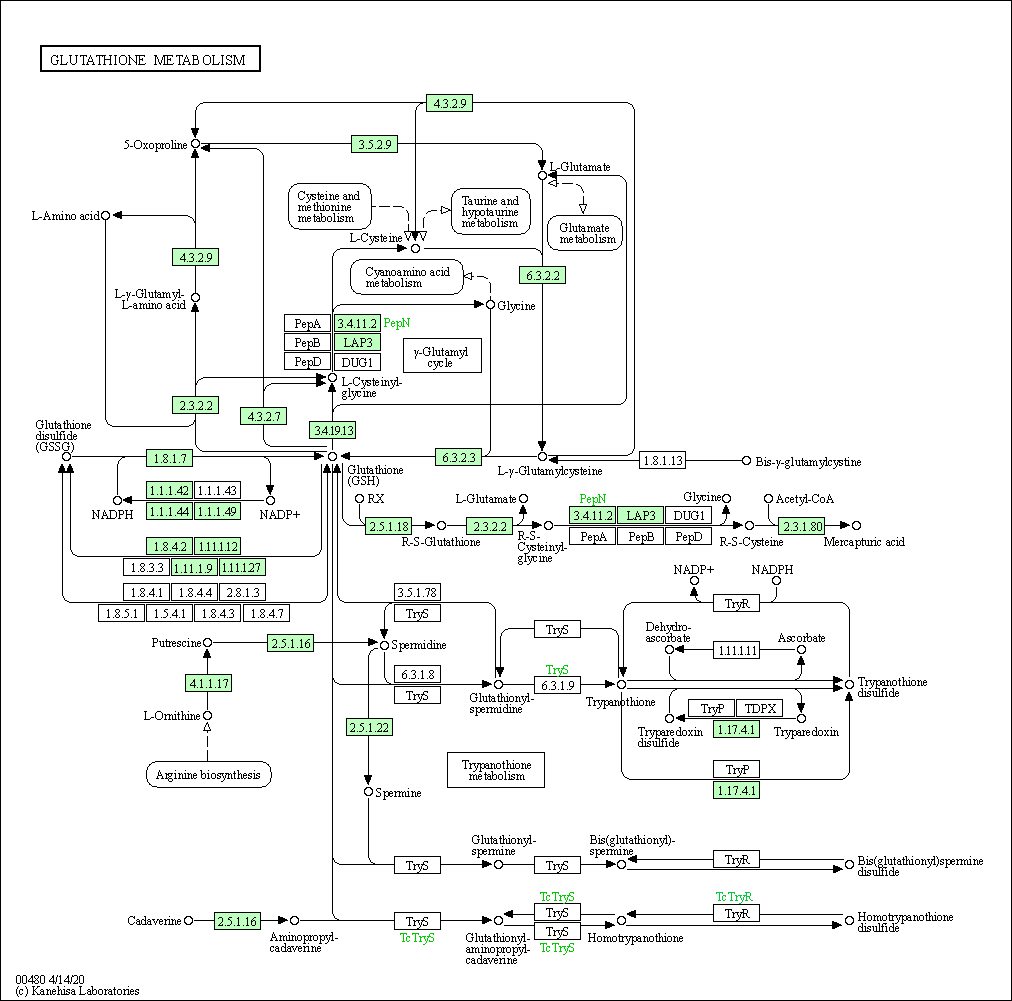 GLUTATHIONE METABOLISM
4.3.2.9
5-Oxoproline
3.5.2.9
L-Glutamate
Cysteine and
methionine
metabolism
Taurine and
hypotaurine
metabolism
L-Amino acid
Glutamate
metabolism
L-Cysteine
4.3.2.9
Cyanoamino acid
metabolism
6.3.2.2
L-γ-Glutamyl-
L-amino acid
Glycine
PepA
3.4.11.2
PepN
PepB
LAP3
PepD
DUG1
γ-Glutamyl
cycle
L-Cysteinyl-
glycine
2.3.2.2
4.3.2.7
3.4.19.13
Glutathione
disulfide
(GSSG)
1.8.1.7
Glutathione
(GSH)
6.3.2.3
L-γ-Glutamylcysteine
1.8.1.13
Bis-γ-glutamylcystine
1.1.1.42
1.1.1.43
1.1.1.44
1.1.1.49
NADPH
NADP+
RX
L-Glutamate
PepN
Glycine
Acetyl-CoA
2.5.1.18
R-S-Glutathione
2.3.2.2
R-S-
Cysteinyl-
glycine
3.4.11.2
LAP3
DUG1
PepA
PepB
PepD
R-S-Cysteine
2.3.1.80
Mercapturic acid
1.8.4.2
1.11.1.12
1.8.3.3
1.11.1.9
1.11.1.27
1.8.4.1
1.8.4.4
2.8.1.3
1.8.5.1
1.5.4.1
1.8.4.3
1.8.4.7
3.5.1.78
TryS
NADP+
NADPH
TryR
Putrescine
2.5.1.16
Spermidine
TryS
Dehydro-
ascorbate
Ascorbate
1.11.1.11
4.1.1.17
6.3.1.8
TryS
Glutathionyl-
spermidine
TryS
6.3.1.9
Trypanothione
Trypanothione
disulfide
L-Ornithine
2.5.1.22
TryP
TDPX
1.17.4.1
Tryparedoxin
disulfide
Tryparedoxin
Arginine biosynthesis
Trypanothione
metabolism
TryP
1.17.4.1
Spermine
Glutathionyl-
spermine
Bis(glutathionyl)-
spermine
TryS
TryS
TryR
Bis(glutathionyl)spermine
disulfide
Cadaverine
2.5.1.16
Aminopropyl-
cadaverine
TryS
TcTryS
Glutathionyl-
aminopropyl-
cadaverine
TcTryS
TryS
TryS
TcTryS
Homotrypanothione
TcTryR
TryR
Homotrypanothione
disulfide
00480 4/14/20
(c) Kanehisa Laboratories